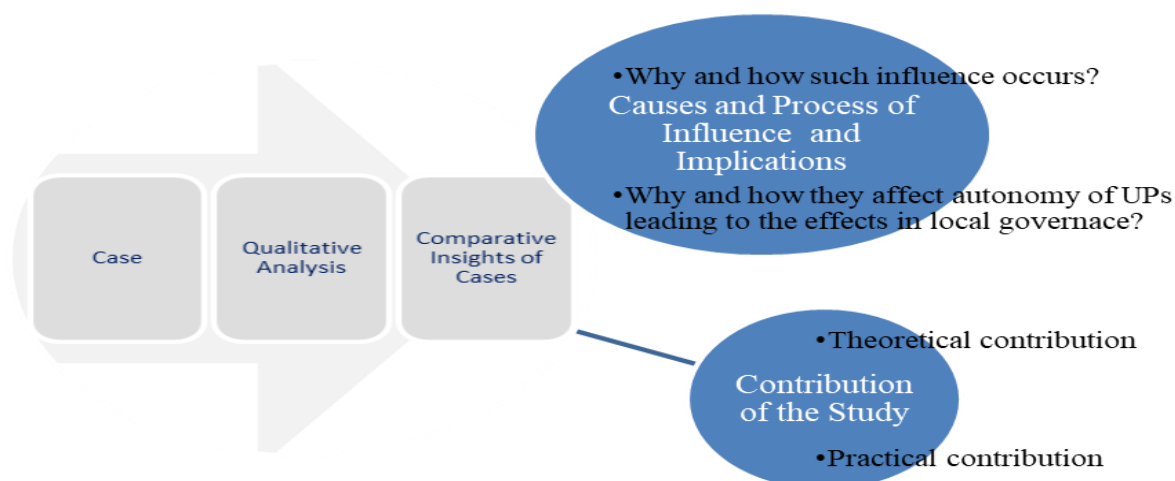 Case
Qualitative
Analysis
Comparative
Insights of
Cases
•Why and how such influence occurs?
Causes and Process of
Influence and
Implications
•Why and how they affect autonomy of UPs
leading to the effects in local governace?
•Theoretical contribution
Contribution
of the Study
•Practical contribution